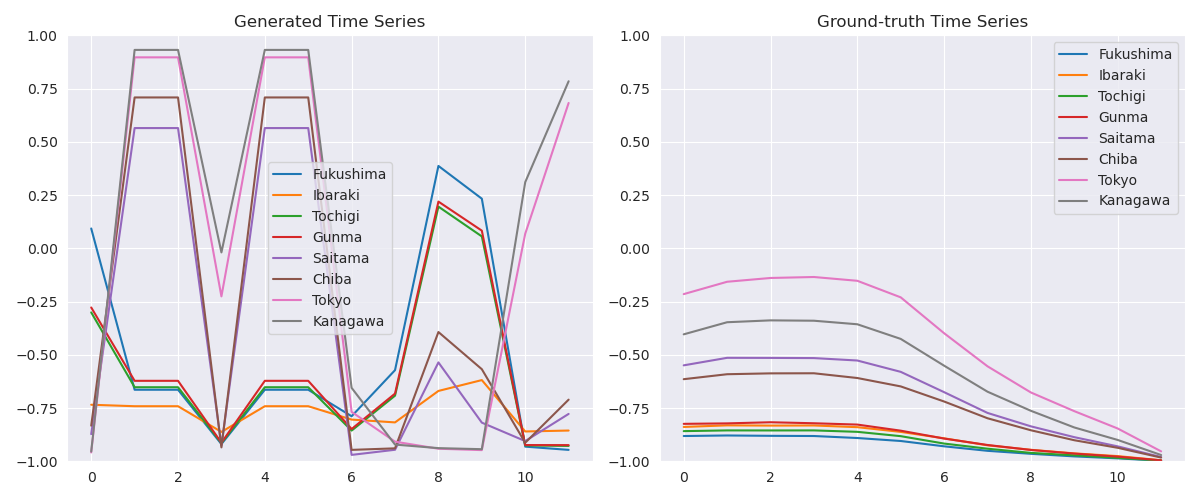 Generated Time Series
1.00
0.75
0.50
0.25
0.00
−0.25
−0.50
−0.75
−1.00
0
2
4
6
8
10
Fukushima
Ibaraki
Tochigi
Gunma
Saitama
Chiba
Tokyo
Kanagawa
Ground-truth Time Series
1.00
0.75
0.50
0.25
0.00
−0.25
−0.50
−0.75
−1.00
0
2
4
6
8
10
Fukushima
Ibaraki
Tochigi
Gunma
Saitama
Chiba
Tokyo
Kanagawa